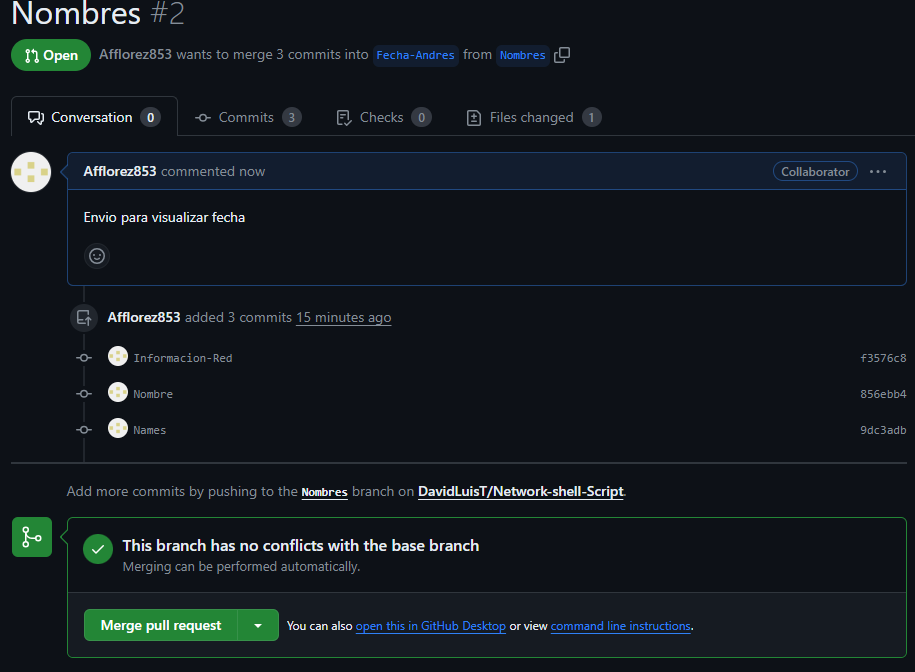 Nombres #2
Open Afflorez853 wants to merge 3 commits into Fecha-Andres from Nombres
Conversation 0 Commits 3 Checks 0 Files changed 1
Afflorez853 commented now Collaborator ...
Envio para visualizar fecha
Afflorez853 added 3 commits 15 minutes ago
Informacion-Red f3576c8
Nombre 856ebb4
Names 9dc3adb
Add more commits by pushing to the Nombres branch on DavidLuisT/Network-shell-Script.
This branch has no conflicts with the base branch
Merging can be performed automatically.
Merge pull request You can also open this in GitHub Desktop or view command line instructions.